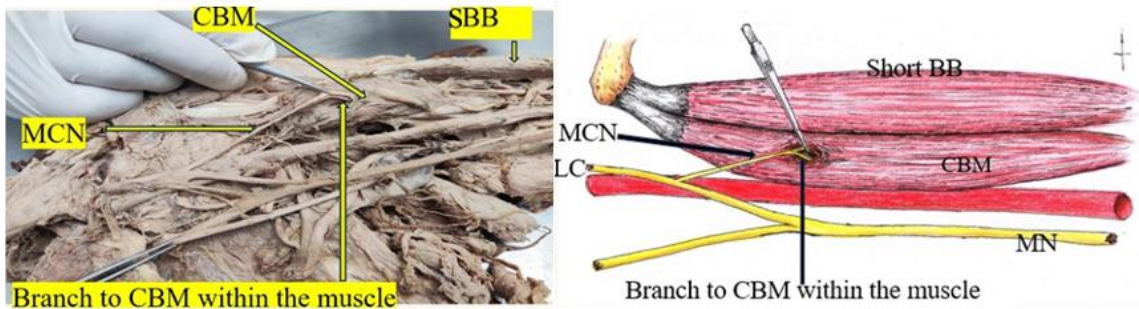 CBM
SBB
MCN
Branch to CBM within the muscle
Short BB
MCN
LC
CBM
MN
Branch to CBM within the muscle